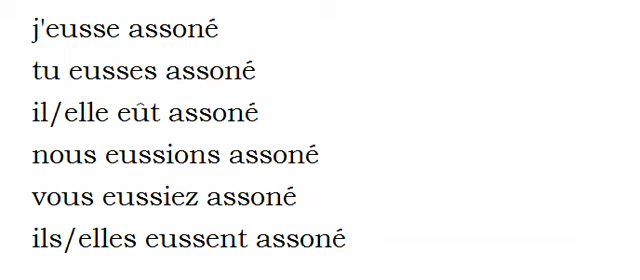 j'eusse assoné
tu eusses assoné
il/elle eût assoné
nous eussions assoné
vous eussiez assoné
ils/elles eussent assoné